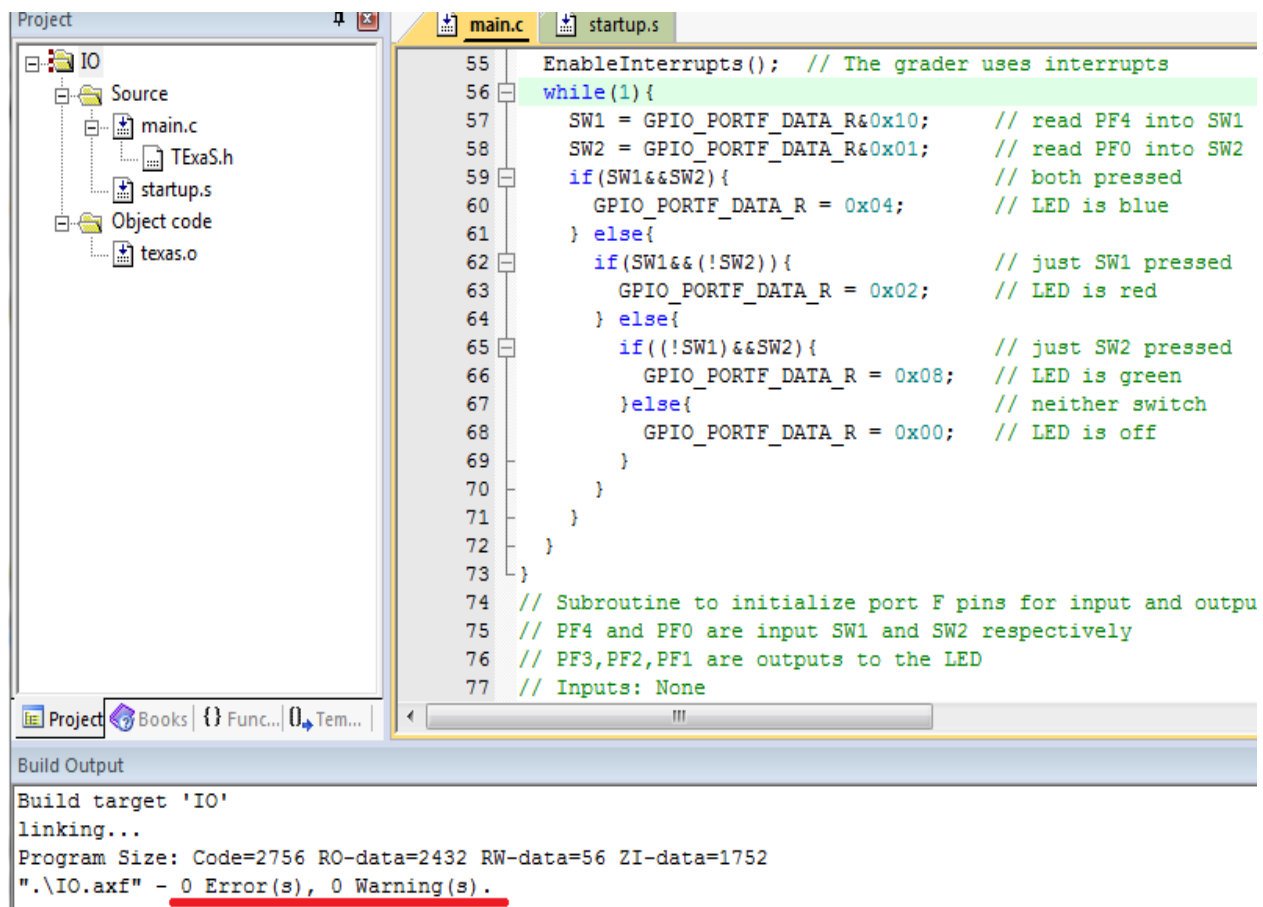 Project
main.c startup.s
IO
Source
main.c
TExaS.h
startup.s
Object code
texas.o
55 EnableInterrupts(); // The grader uses interrupts
56 while(1){
57 SW1 = GPIO_PORTF_DATA_R&0x10; // read PF4 into SW1
58 SW2 = GPIO_PORTF_DATA_R&0x01; // read PF0 into SW2
59 if(SW1&&SW2){ // both pressed
60 GPIO_PORTF_DATA_R = 0x04; // LED is blue
61 } else{
62 if(SW1&&(!SW2)){ // just SW1 pressed
63 GPIO_PORTF_DATA_R = 0x02; // LED is red
64 } else{
65 if((!SW1)&&SW2){ // just SW2 pressed
66 GPIO_PORTF_DATA_R = 0x08; // LED is green
67 }else{ // neither switch
68 GPIO_PORTF_DATA_R = 0x00; // LED is off
69 }
70 }
71 }
72 }
73 }
74 // Subroutine to initialize port F pins for input and outpu
75 // PF4 and PF0 are input SW1 and SW2 respectively
76 // PF3,PF2,PF1 are outputs to the LED
77 // Inputs: None
Project Books {} Func... 0 Tem...
Build Output
Build target 'IO'
linking...
Program Size: Code=2756 RO-data=2432 RW-data=56 ZI-data=1752
".\IO.axf" - 0 Error(s), 0 Warning(s).